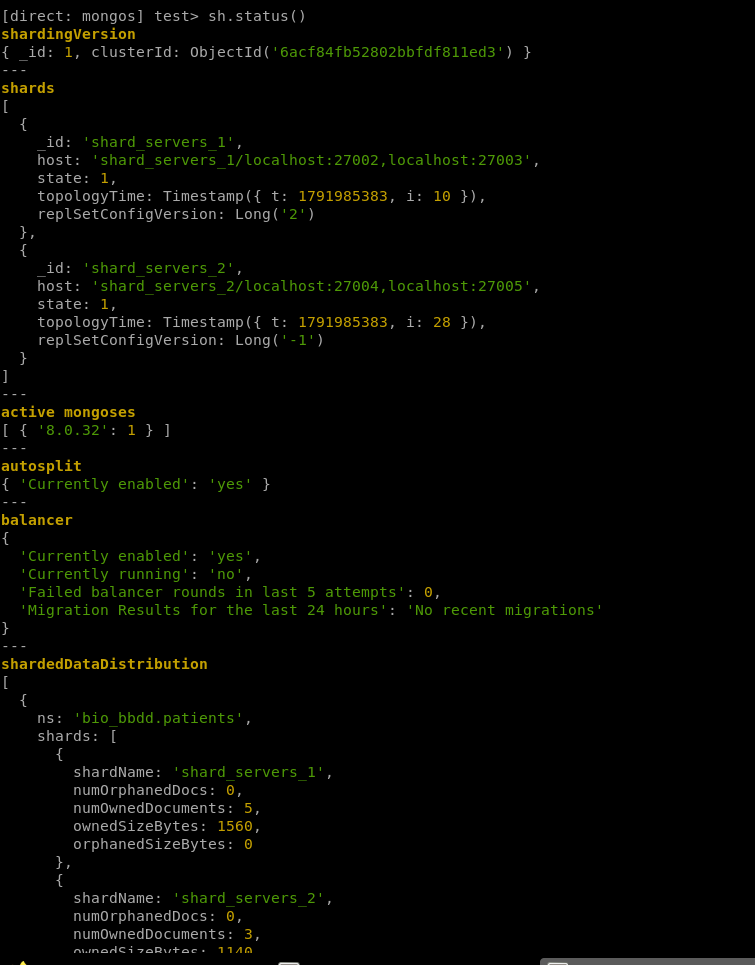 [direct: mongos] test> sh.status()
shardingVersion
{ _id: 1, clusterId: ObjectId('6acf84fb52802bbfdf811ed3') }
---
shards
[
  {
    _id: 'shard_servers_1',
    host: 'shard_servers_1/localhost:27002,localhost:27003',
    state: 1,
    topologyTime: Timestamp({ t: 1791985383, i: 10 }),
    replSetConfigVersion: Long('2')
  },
  {
    _id: 'shard_servers_2',
    host: 'shard_servers_2/localhost:27004,localhost:27005',
    state: 1,
    topologyTime: Timestamp({ t: 1791985383, i: 28 }),
    replSetConfigVersion: Long('-1')
  }
]
---
active mongoses
[ { '8.0.32': 1 } ]
---
autosplit
{ 'Currently enabled': 'yes' }
---
balancer
{
  'Currently enabled': 'yes',
  'Currently running': 'no',
  'Failed balancer rounds in last 5 attempts': 0,
  'Migration Results for the last 24 hours': 'No recent migrations'
}
---
shardedDataDistribution
[
  {
    ns: 'bio_bbdd.patients',
    shards: [
      {
        shardName: 'shard_servers_1',
        numOrphanedDocs: 0,
        numOwnedDocuments: 5,
        ownedSizeBytes: 1560,
        orphanedSizeBytes: 0
      },
      {
        shardName: 'shard_servers_2',
        numOrphanedDocs: 0,
        numOwnedDocuments: 3,
        ownedSizeBytes: 1140